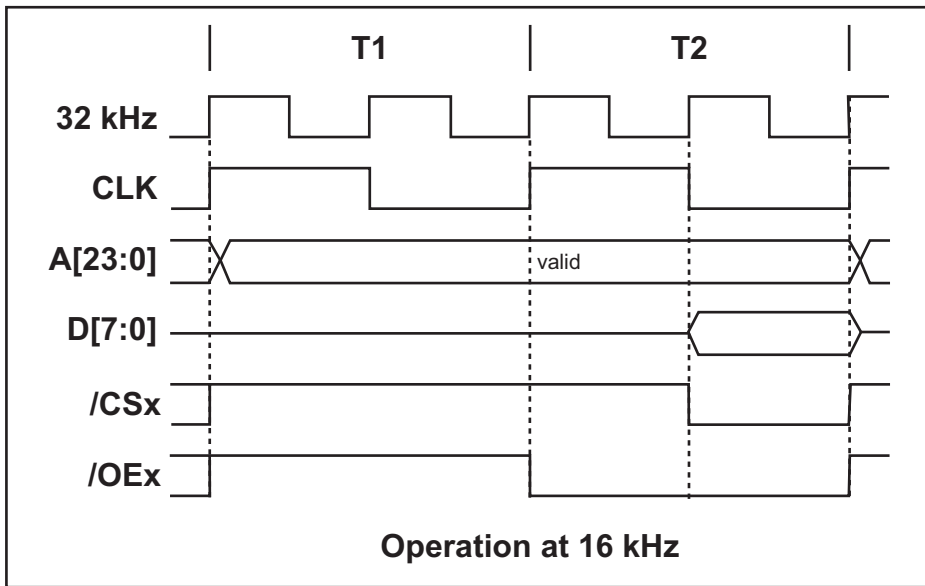 T1 T2
32 kHz
CLK
A[23:0] valid
D[7:0]
/CSx
/OEx
Operation at 16 kHz